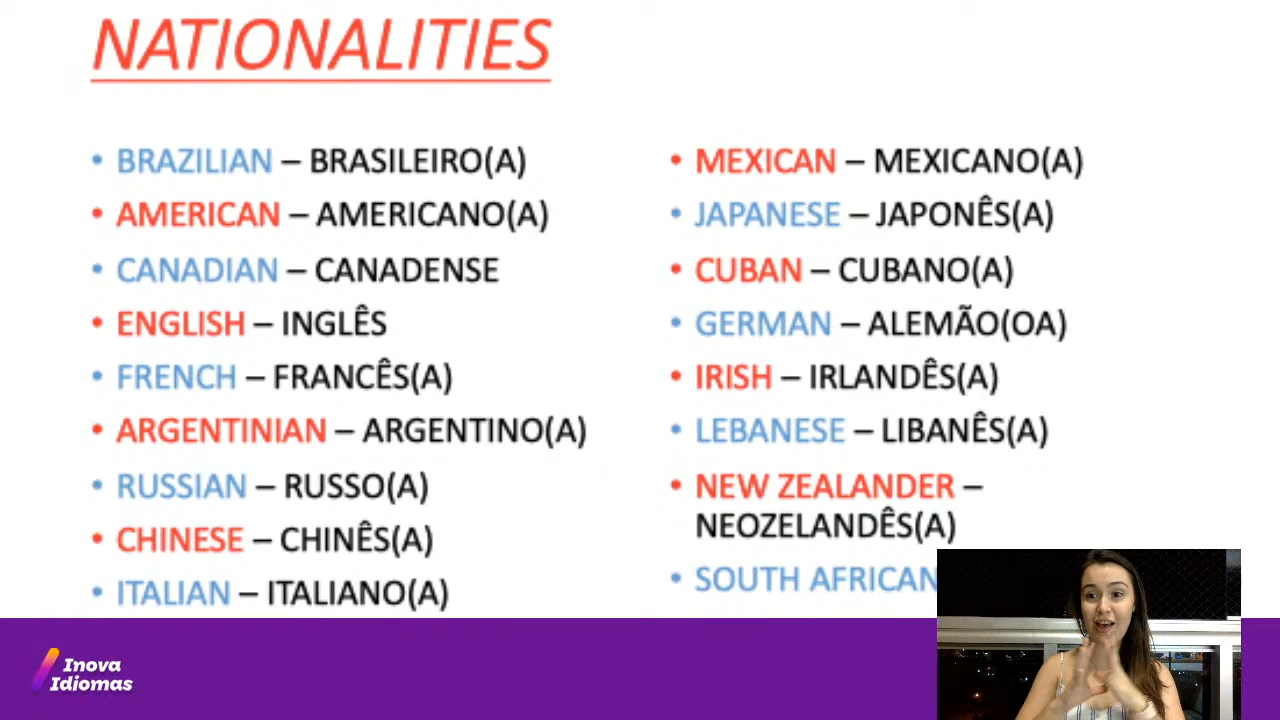 NATIONALITIES
• BRAZILIAN – BRASILEIRO(A)
• AMERICAN – AMERICANO(A)
• CANADIAN – CANADENSE
• ENGLISH – INGLÊS
• FRENCH – FRANCÊS(A)
• ARGENTINIAN – ARGENTINO(A)
• RUSSIAN – RUSSO(A)
• CHINESE – CHINÊS(A)
• ITALIAN – ITALIANO(A)
• MEXICAN – MEXICANO(A)
• JAPANESE – JAPONÊS(A)
• CUBAN – CUBANO(A)
• GERMAN – ALEMÃO(OA)
• IRISH – IRLANDÊS(A)
• LEBANESE – LIBANÊS(A)
• NEW ZEALANDER –
NEOZELANDÊS(A)
• SOUTH AFRICAN
Inova
Idiomas